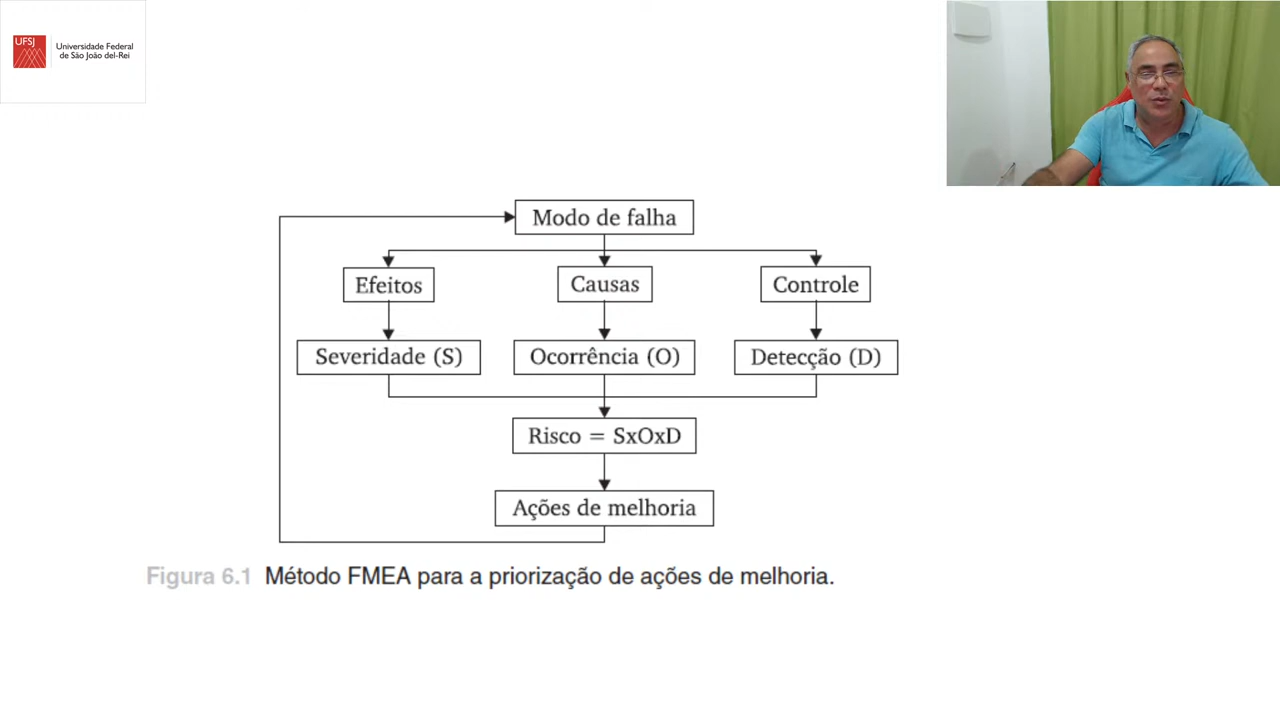 UFSJ
Universidade Federal
de São João del-Rei
Modo de falha
Efeitos
Causas
Controle
Severidade (S)
Ocorrência (O)
Detecção (D)
Risco = SxOxD
Ações de melhoria
Figura 6.1 Método FMEA para a priorização de ações de melhoria.